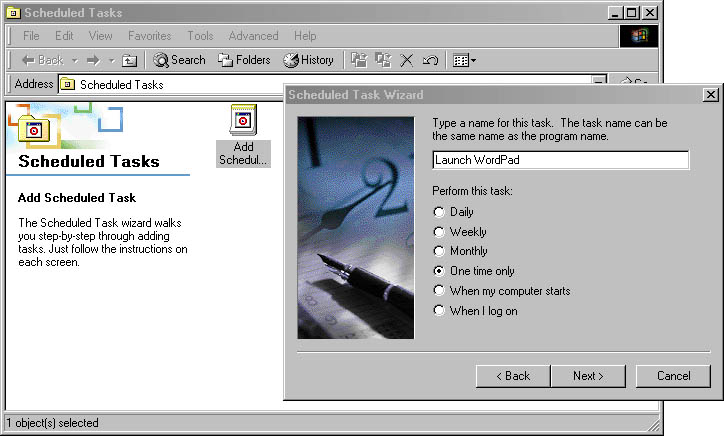 Scheduled Tasks
File Edit View Favorites Tools Advanced Help
Back Search Folders History
Address Scheduled Tasks
Scheduled Tasks
Add Scheduled Task
The Scheduled Task wizard walks
you step-by-step through adding
tasks. Just follow the instructions on
each screen.
Add
Schedul...
1 object(s) selected
Scheduled Task Wizard
Type a name for this task. The task name can be
the same name as the program name.
Launch WordPad
Perform this task:
Daily
Weekly
Monthly
One time only
When my computer starts
When I log on
< Back Next > Cancel